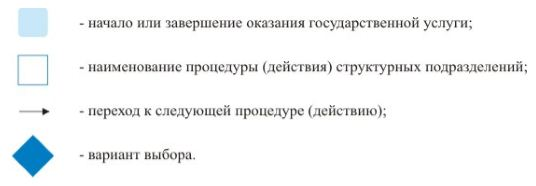 - начало или завершение оказания государственной услуги;
- наименование процедуры (действия) структурных подразделений;
- переход к следующей процедуре (действию);
- вариант выбора.